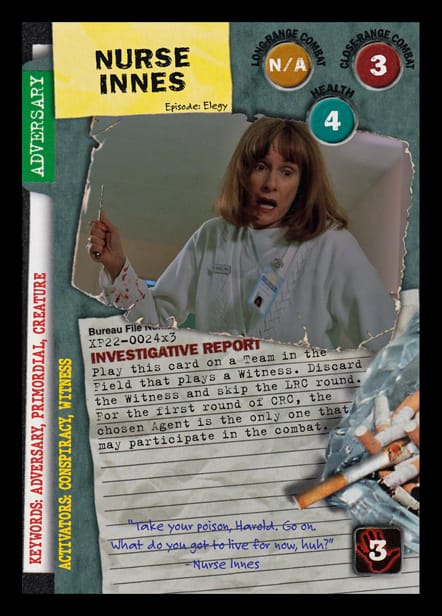 NURSE
INNES
Episode: Elegy
LONG-RANGE COMBAT
N/A
CLOSE-RANGE COMBAT
3
HEALTH
4
ADVERSARY
KEYWORDS: ADVERSARY, PRIMORDIAL, CREATURE
ACTIVATORS: CONSPIRACY, WITNESS
Bureau File
XF22-0024x3
INVESTIGATIVE REPORT
Play this card on a Team in the
Field that plays a Witness. Discard
the Witness and skip the LRC round.
For the first round of CRC, the
chosen Agent is the only one that
may participate in the combat.
"Take your poison, Harold. Go on.
What do you got to live for now, huh?"
- Nurse Innes
3